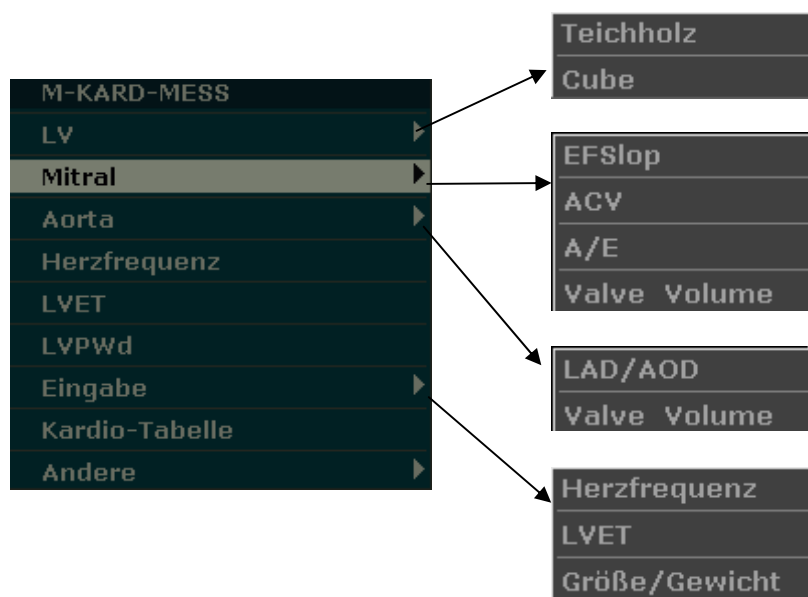 M-KARD-MESS
LV
Mitral
Aorta
Herzfrequenz
LVET
LVPWd
Eingabe
Kardio-Tabelle
Andere
Teichholz
Cube
EFSlop
ACV
A/E
Valve Volume
LAD/AOD
Valve Volume
Herzfrequenz
LVET
Größe/Gewicht